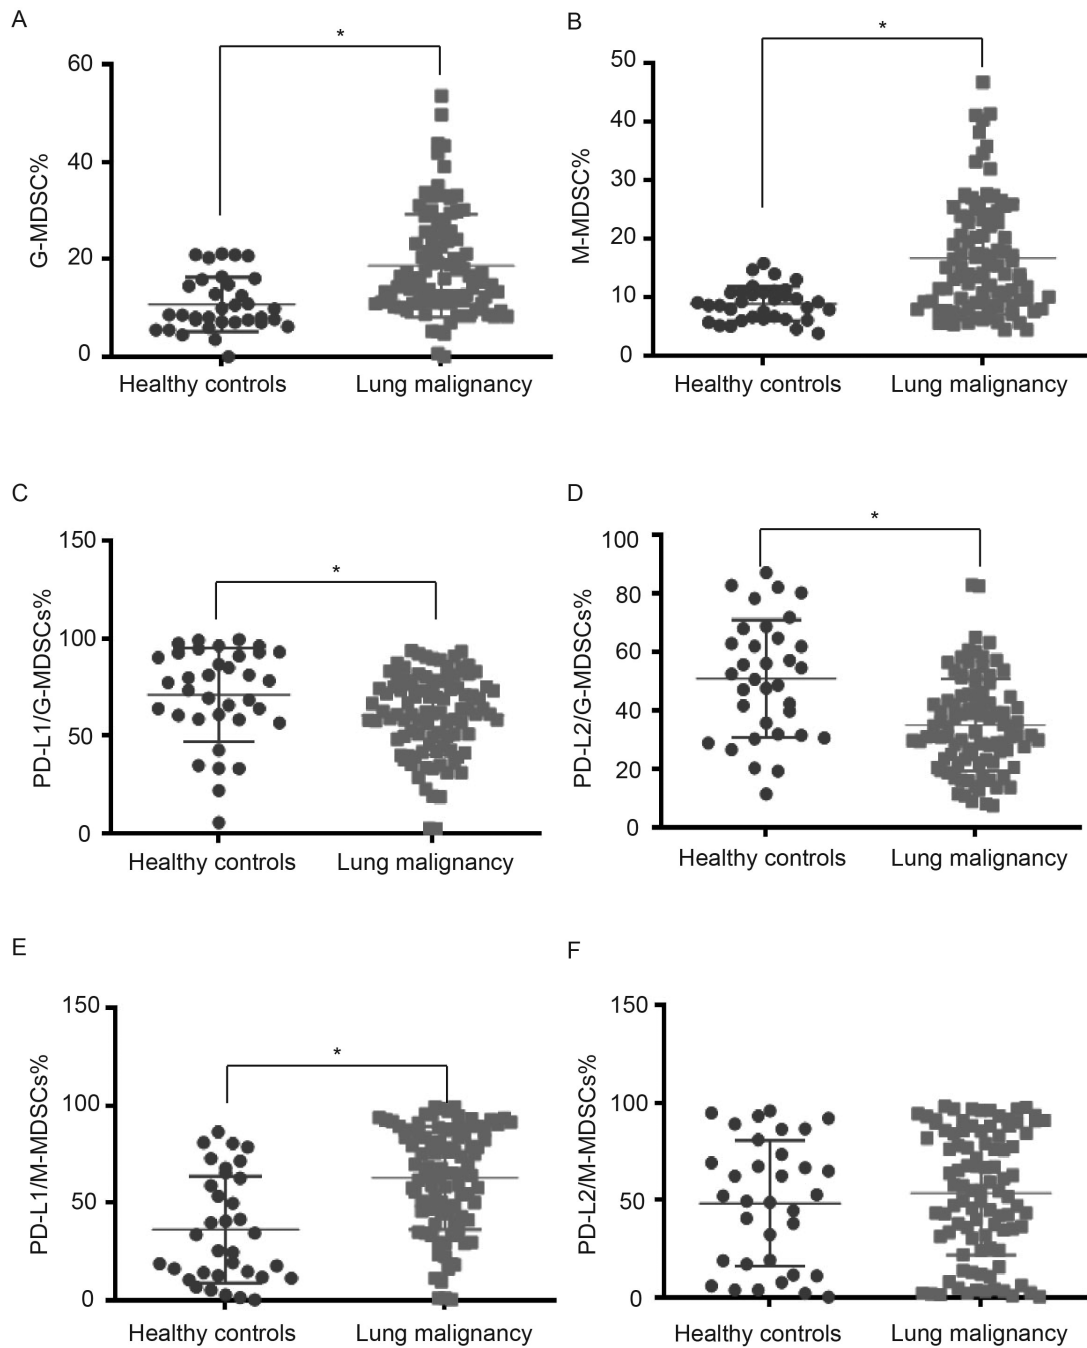 A
B
*
*
60
40
20
0
G-MDSC%
Healthy controls
Lung malignancy
50
40
30
20
10
0
M-MDSC%
Healthy controls
Lung malignancy
C
D
*
*
150
100
50
0
PD-L1/G-MDSCs%
Healthy controls
Lung malignancy
100
80
60
40
20
0
PD-L2/G-MDSCs%
Healthy controls
Lung malignancy
E
F
*
150
100
50
0
PD-L1/M-MDSCs%
Healthy controls
Lung malignancy
150
100
50
0
PD-L2/M-MDSCs%
Healthy controls
Lung malignancy